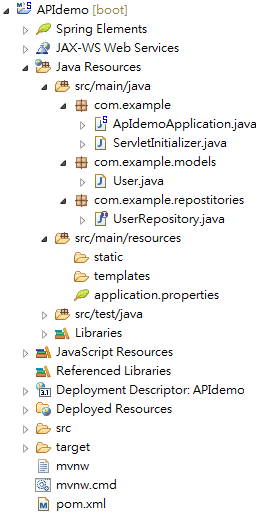 APIdemo [boot]
Spring Elements
JAX-WS Web Services
Java Resources
src/main/java
com.example
ApIdemoApplication.java
ServletInitializer.java
com.example.models
User.java
com.example.repostitories
UserRepository.java
src/main/resources
static
templates
application.properties
src/test/java
Libraries
JavaScript Resources
Referenced Libraries
Deployment Descriptor: APIdemo
Deployed Resources
src
target
mvnw
mvnw.cmd
pom.xml